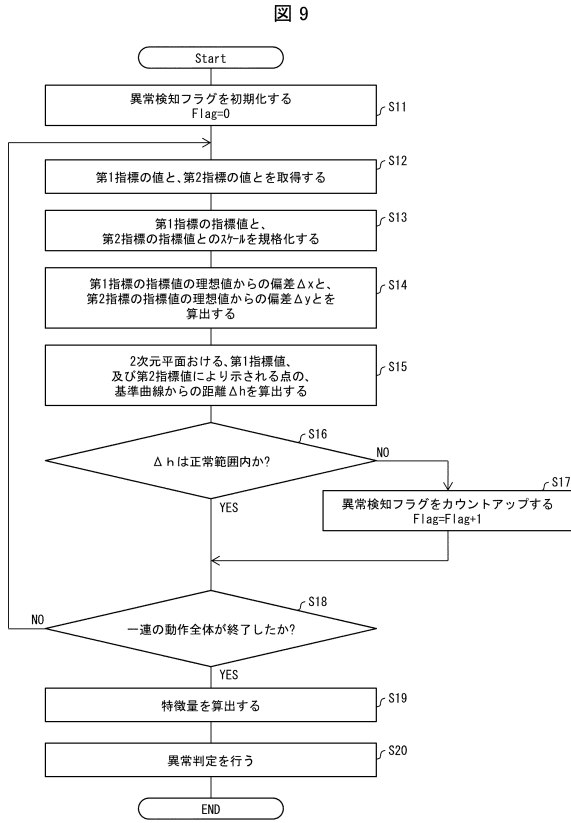 図 9
Start
異常検知フラグを初期化する
Flag=0
S11
第1指標の値と、第2指標の値とを取得する
S12
第1指標の指標値と、
第2指標の指標値とのスケールを規格化する
S13
第1指標の指標値の理想値からの偏差Δxと、
第2指標の指標値の理想値からの偏差Δyとを
算出する
S14
2次元平面おける、第1指標値、
及び第2指標値により示される点の、
基準曲線からの距離Δhを算出する
S15
Δhは正常範囲内か?
S16
NO
YES
異常検知フラグをカウントアップする
Flag=Flag+1
S17
一連の動作全体が終了したか?
S18
NO
YES
特徴量を算出する
S19
異常判定を行う
S20
END